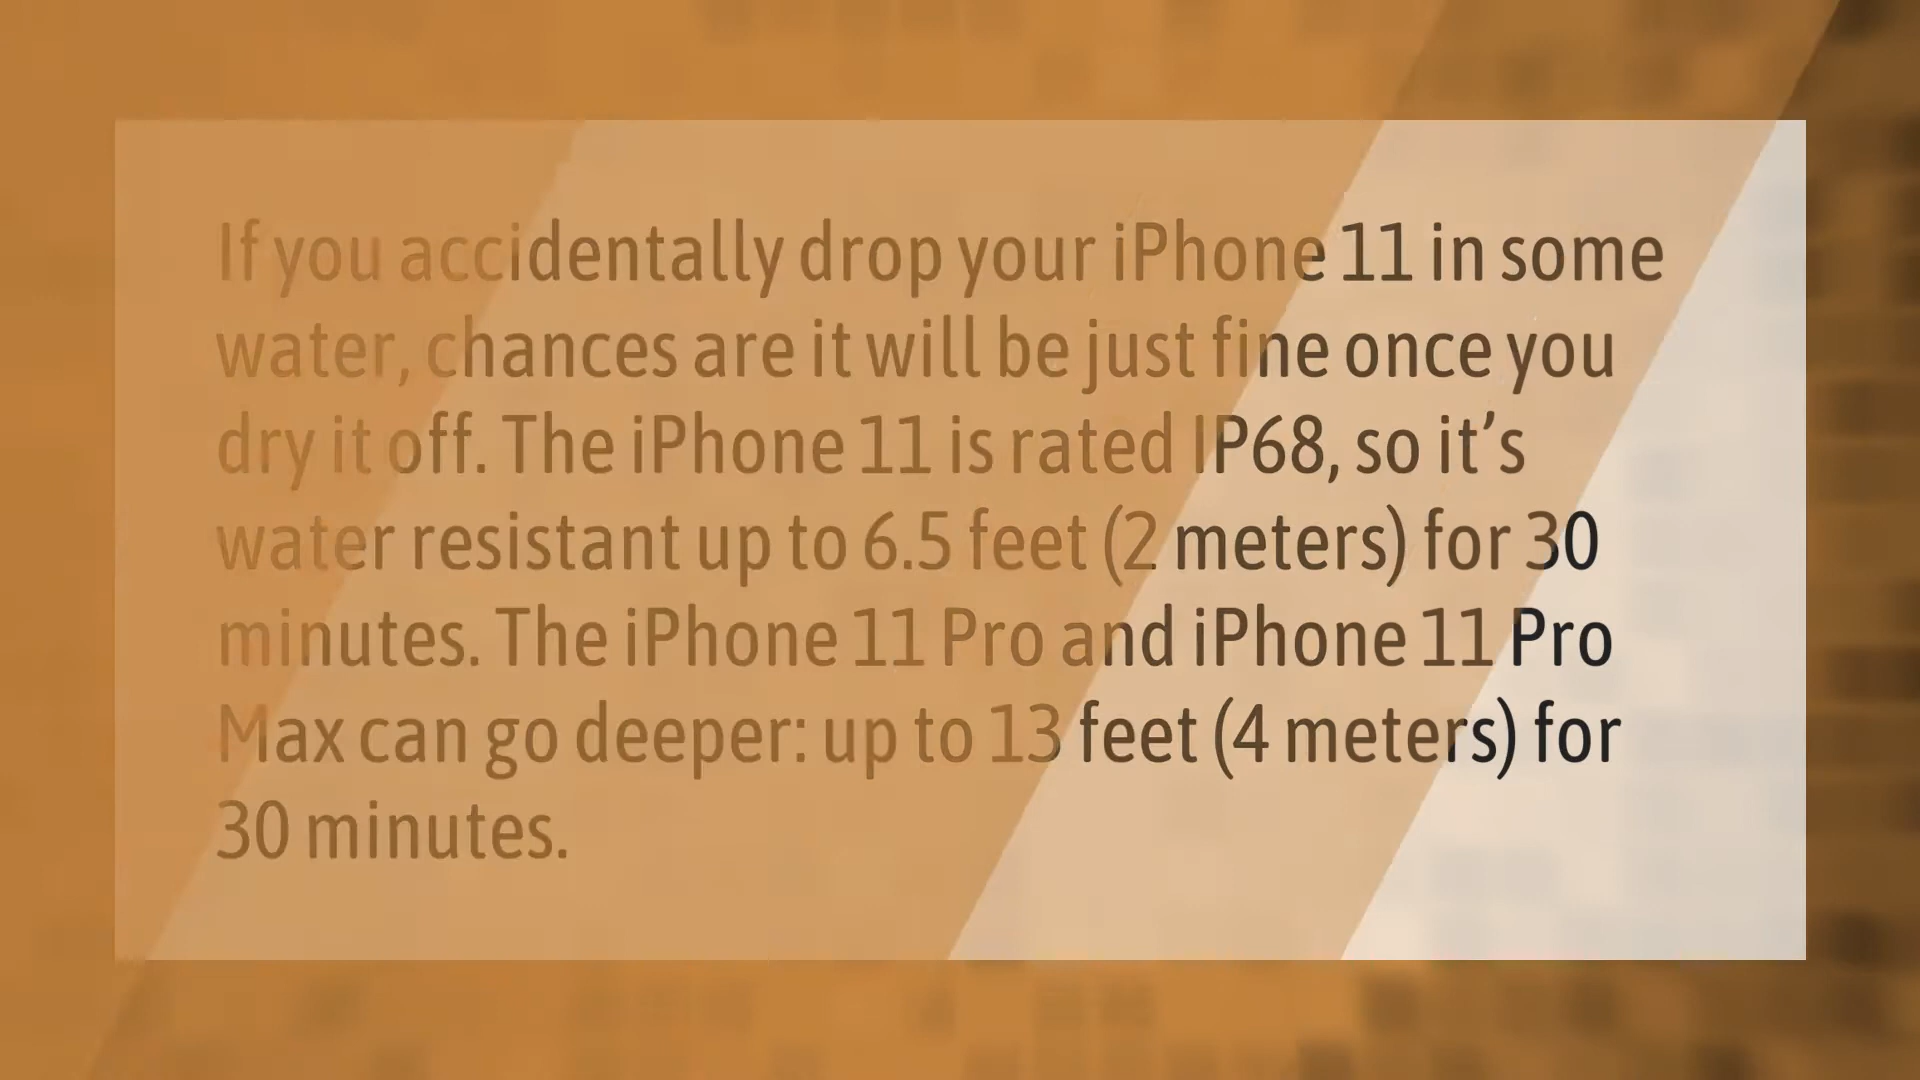 If you accidentally drop your iPhone 11 in some
water, chances are it will be just fine once you
dry it off. The iPhone 11 is rated IP68, so it’s
water resistant up to 6.5 feet (2 meters) for 30
minutes. The iPhone 11 Pro and iPhone 11 Pro
Max can go deeper: up to 13 feet (4 meters) for
30 minutes.